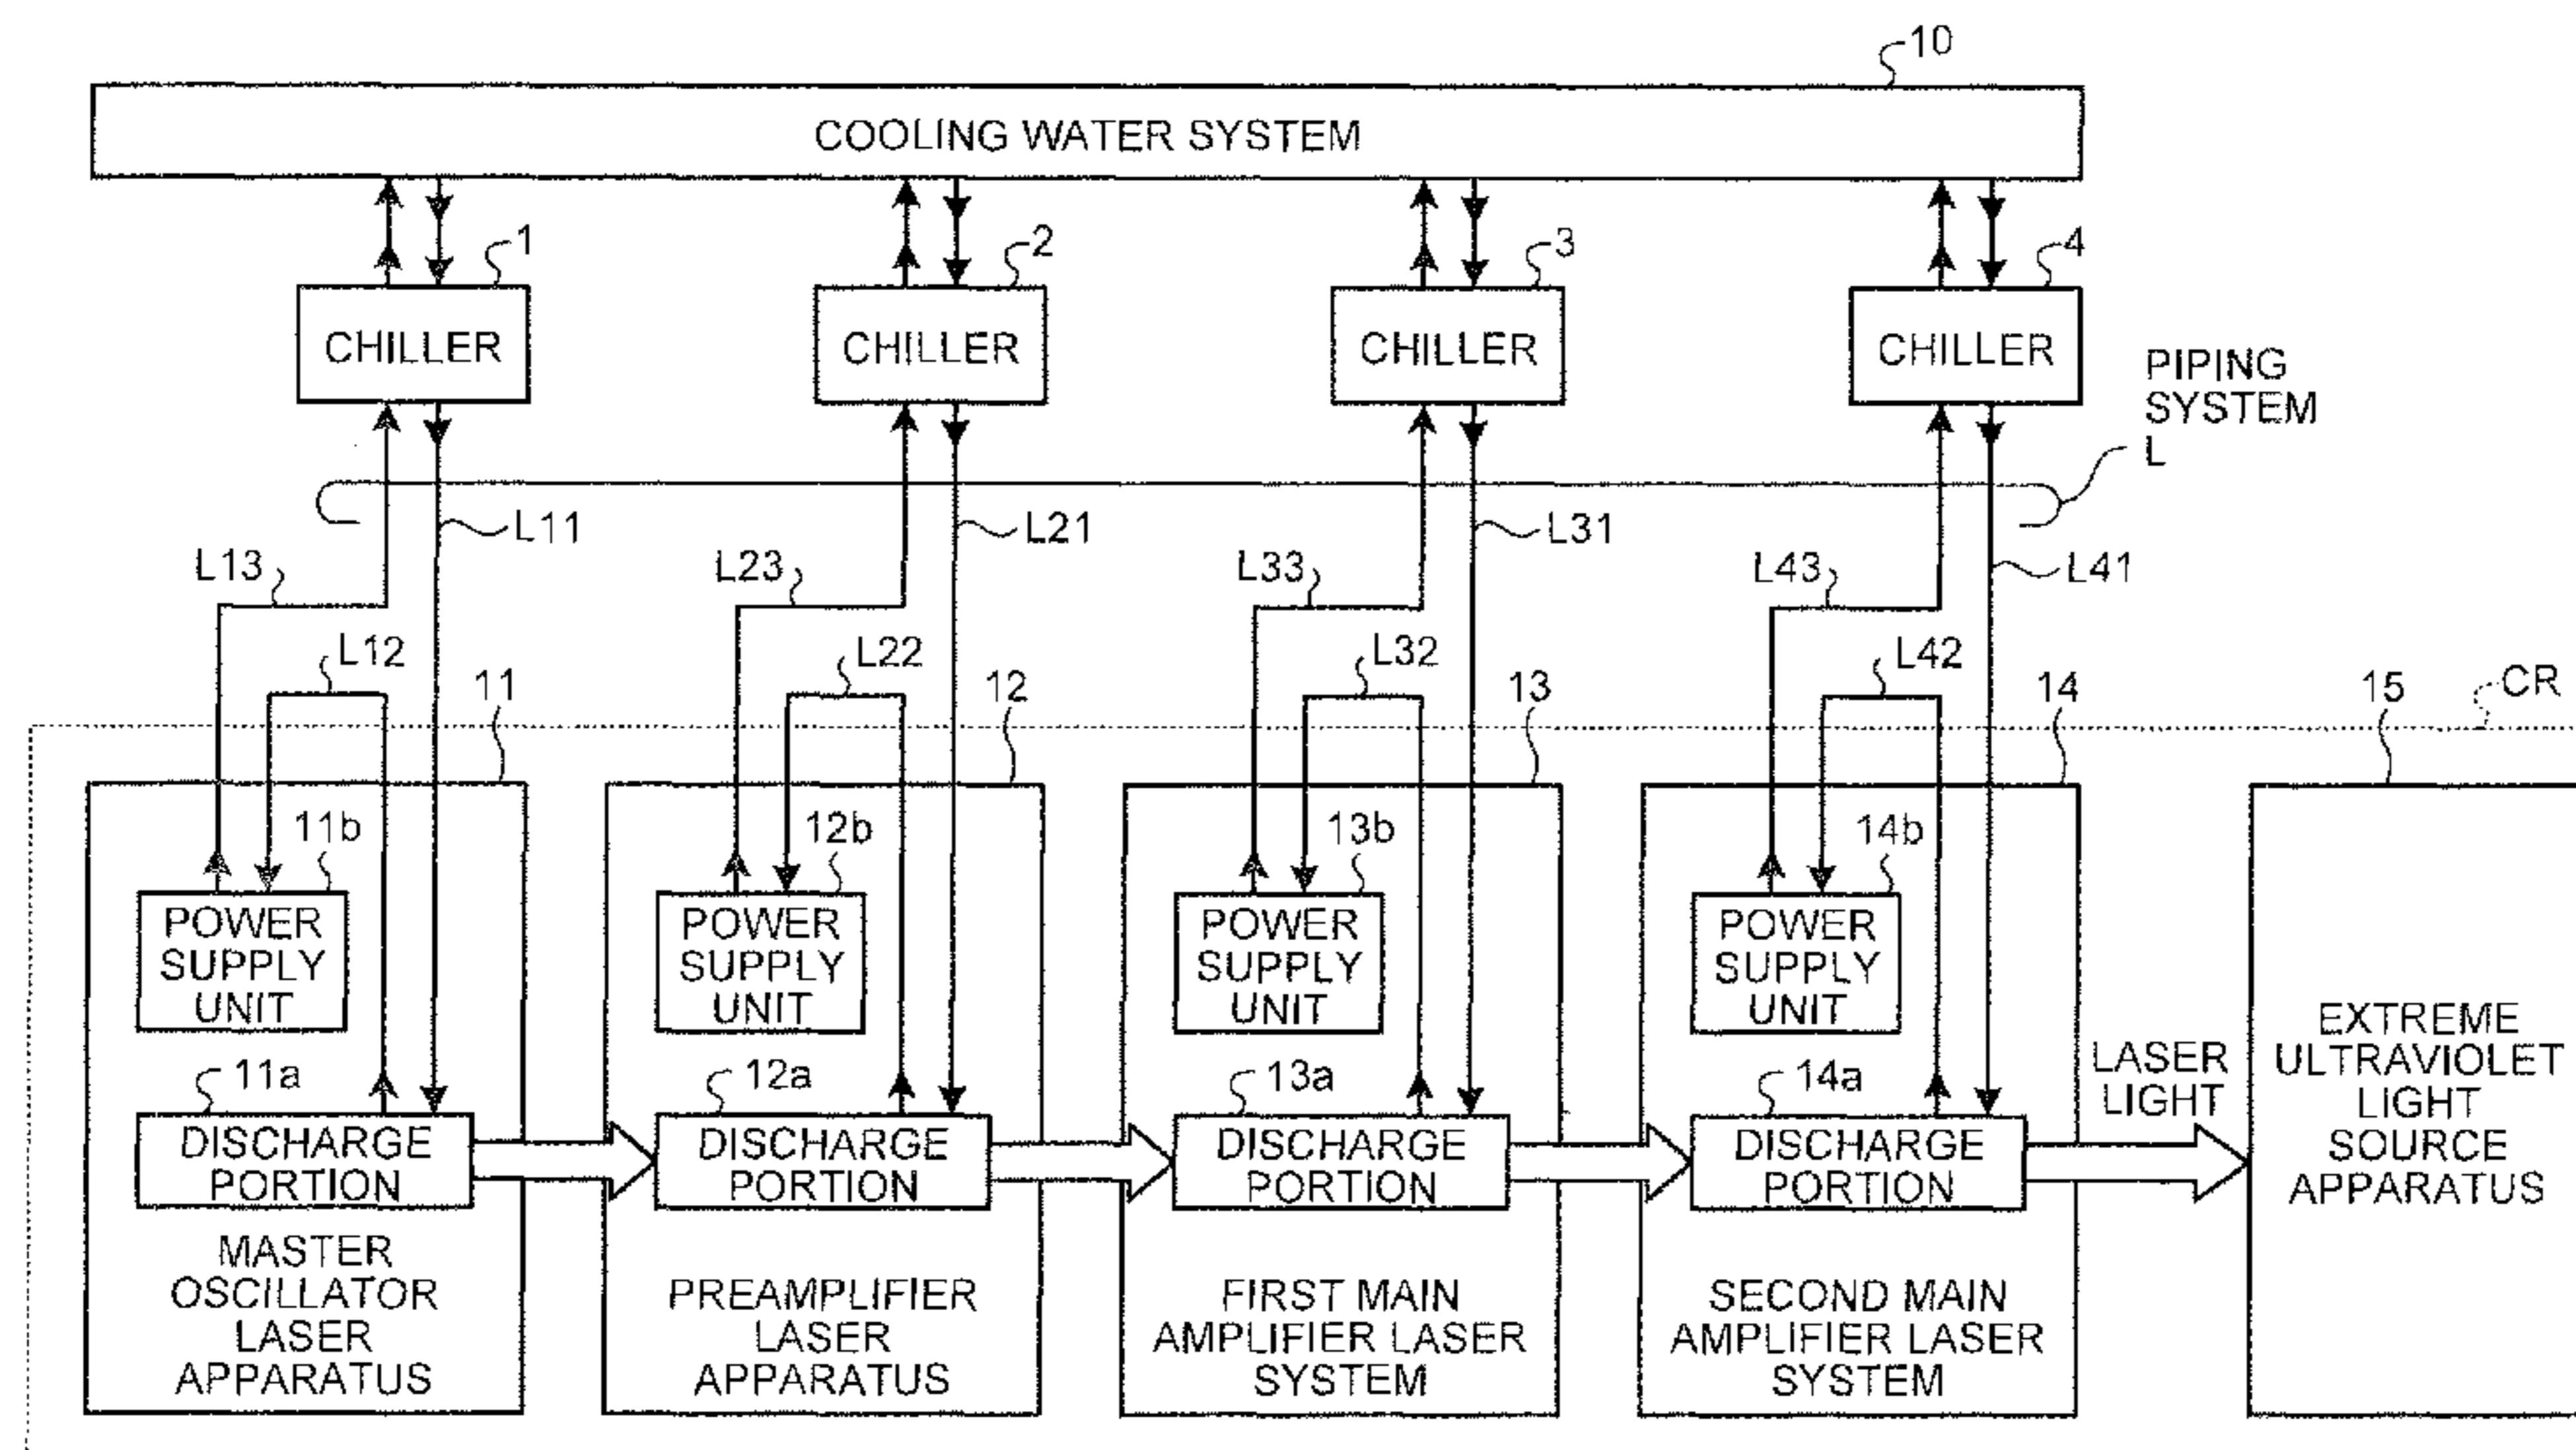 10
COOLING WATER SYSTEM
1
2
3
4
CHILLER
CHILLER
CHILLER
CHILLER
PIPING
SYSTEM
L
L11
L21
L31
L41
L13
L23
L33
L43
L12
L22
L32
L42
11
12
13
14
15
CR
11b
12b
13b
14b
POWER
SUPPLY
UNIT
POWER
SUPPLY
UNIT
POWER
SUPPLY
UNIT
POWER
SUPPLY
UNIT
11a
12a
13a
14a
DISCHARGE
PORTION
DISCHARGE
PORTION
DISCHARGE
PORTION
DISCHARGE
PORTION
LASER
LIGHT
EXTREME
ULTRAVIOLET
LIGHT
SOURCE
APPARATUS
MASTER
OSCILLATOR
LASER
APPARATUS
PREAMPLIFIER
LASER
APPARATUS
FIRST MAIN
AMPLIFIER LASER
SYSTEM
SECOND MAIN
AMPLIFIER LASER
SYSTEM